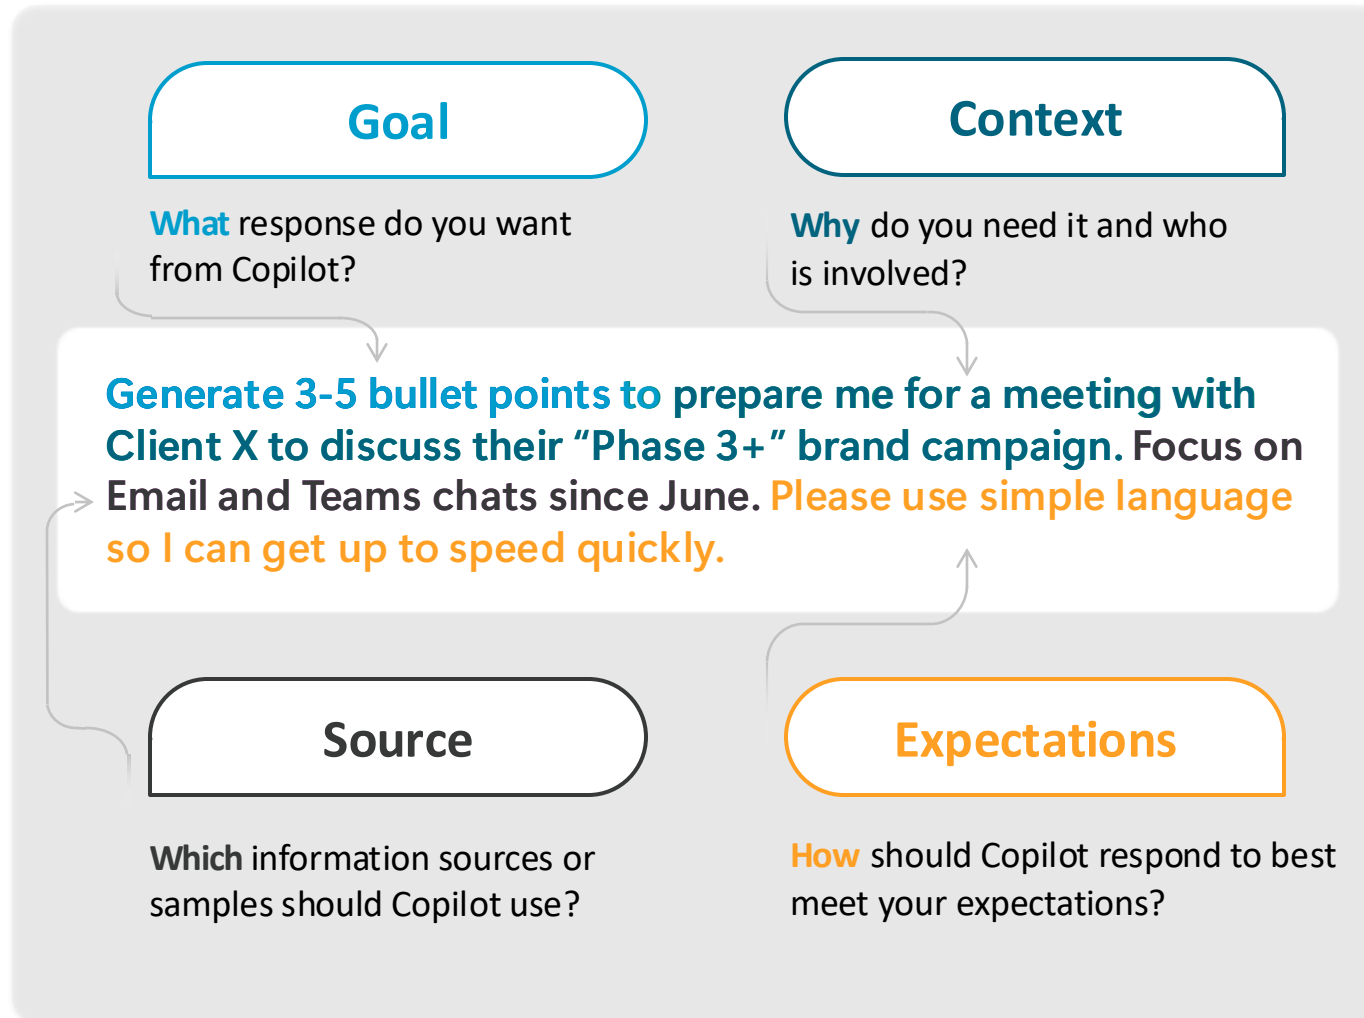 Goal
What response do you want
from Copilot?
Context
Why do you need it and who
is involved?
Generate 3-5 bullet points to prepare me for a meeting with
Client X to discuss their “Phase 3+” brand campaign. Focus on
Email and Teams chats since June. Please use simple language
so I can get up to speed quickly.
Source
Which information sources or
samples should Copilot use?
Expectations
How should Copilot respond to best
meet your expectations?